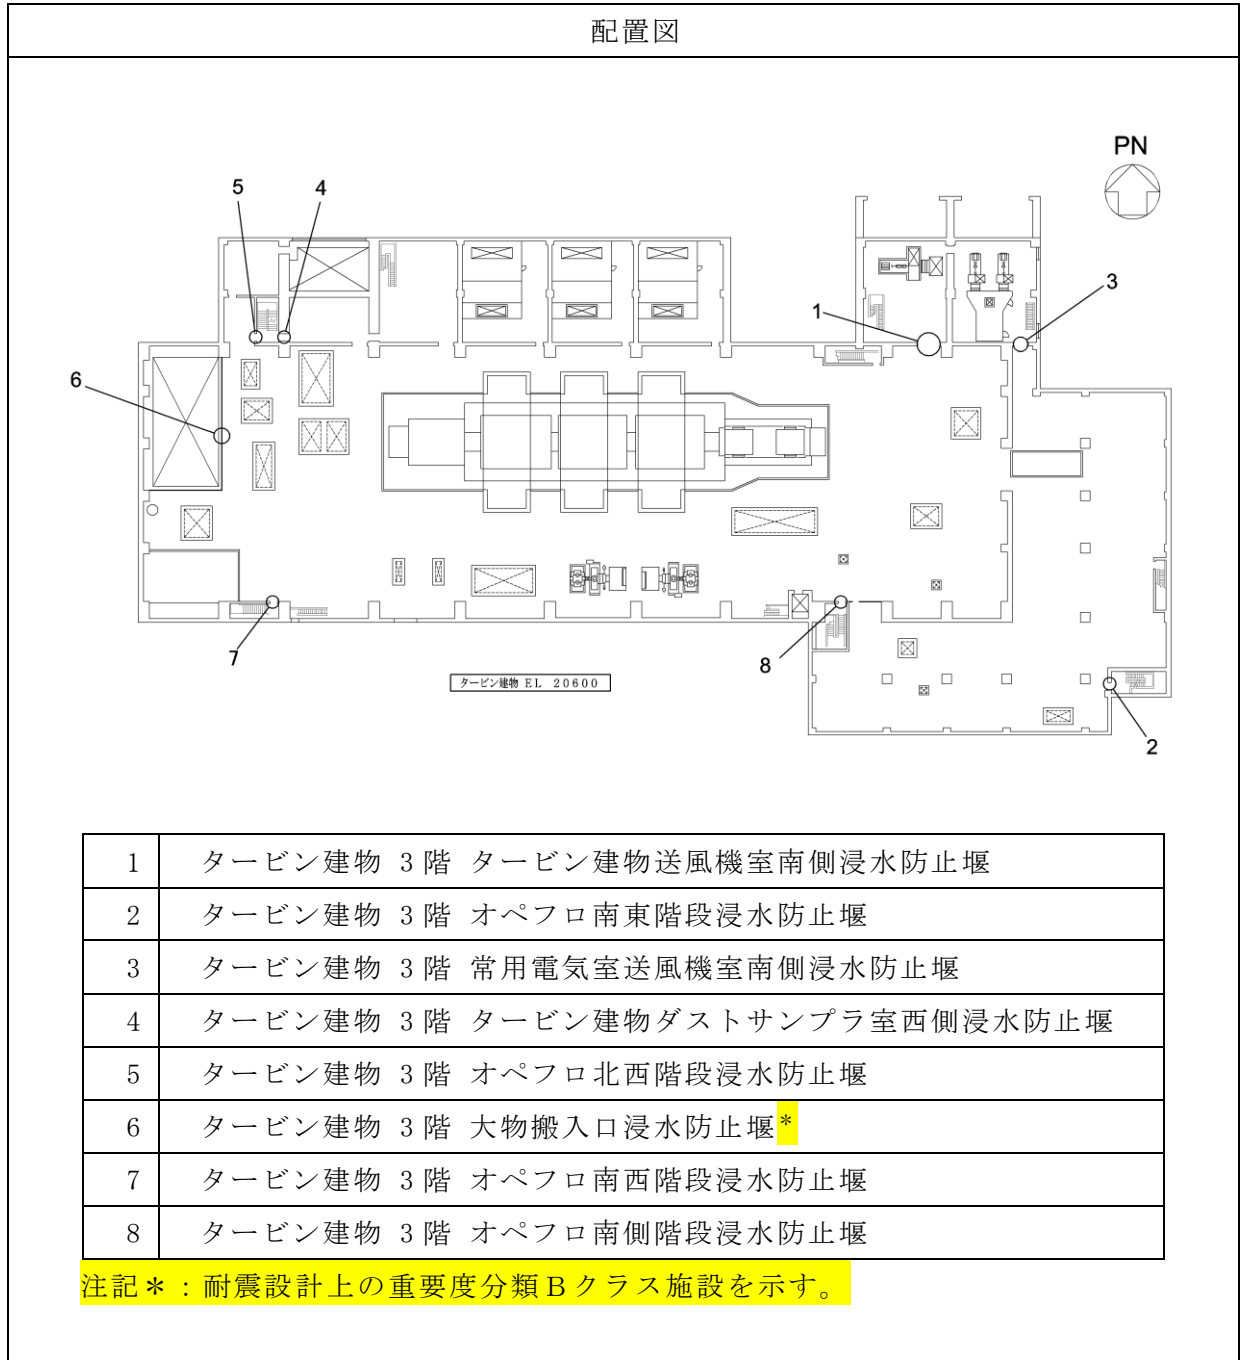 配置図
PN
5
4
3
1
6
7
8
2
タービン建物 EL 20600
1 タービン建物 3階 タービン建物送風機室南側浸水防止堰
2 タービン建物 3階 オペフロ南東階段浸水防止堰
3 タービン建物 3階 常用電気室送風機室南側浸水防止堰
4 タービン建物 3階 タービン建物ダストサンプラ室西側浸水防止堰
5 タービン建物 3階 オペフロ北西階段浸水防止堰
6 タービン建物 3階 大物搬入口浸水防止堰*
7 タービン建物 3階 オペフロ南西階段浸水防止堰
8 タービン建物 3階 オペフロ南側階段浸水防止堰
注記＊：耐震設計上の重要度分類Ｂクラス施設を示す。